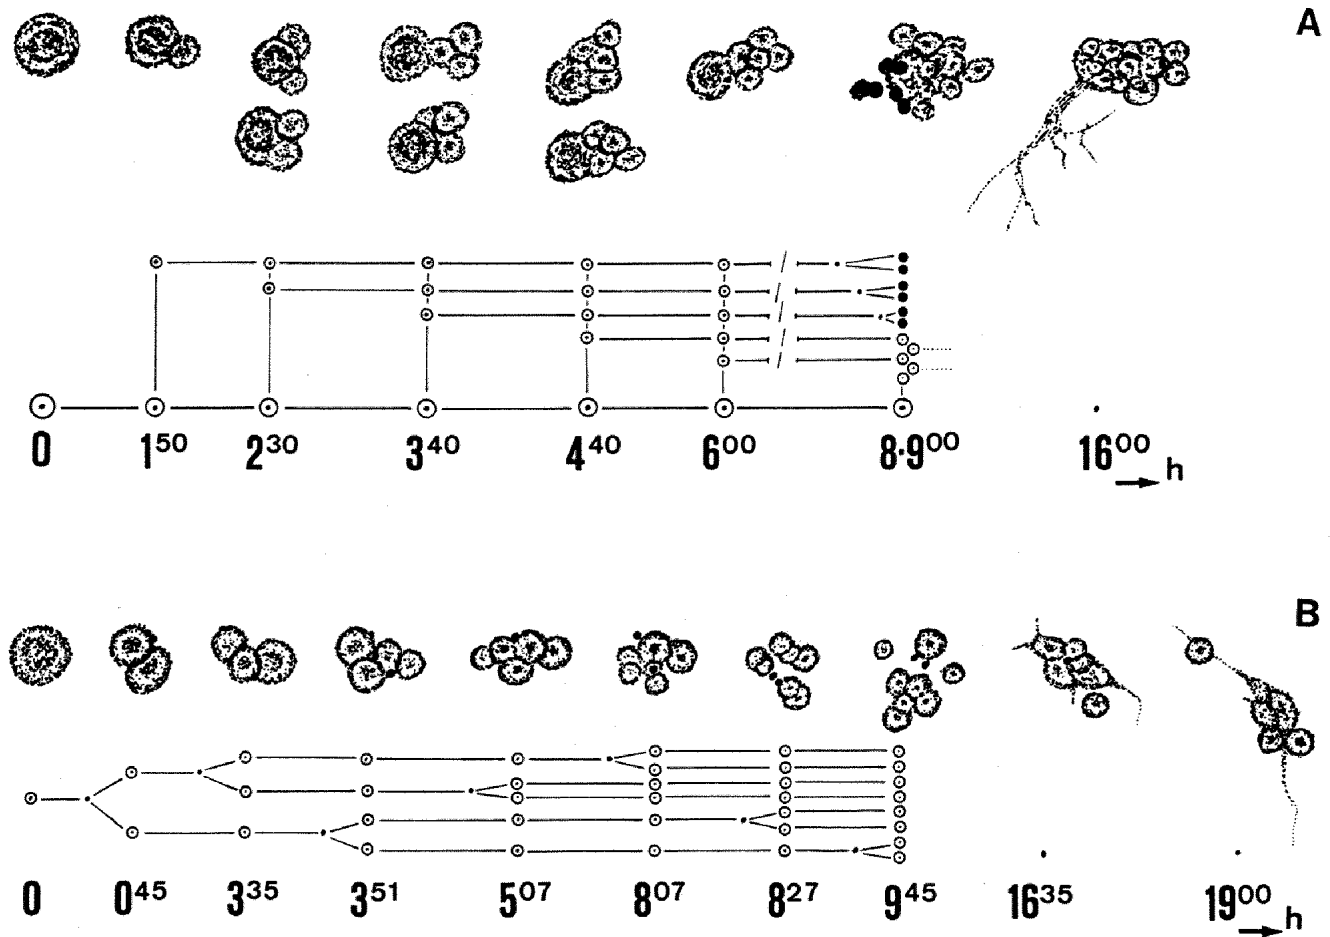 A
0 1⁵⁰ 2³⁰ 3⁴⁰ 4⁴⁰ 6⁰⁰ 8·9⁰⁰ 16⁰⁰
h
B
0 0⁴⁵ 3³⁵ 3⁵¹ 5⁰⁷ 8⁰⁷ 8²⁷ 9⁴⁵ 16³⁵ 19⁰⁰
h